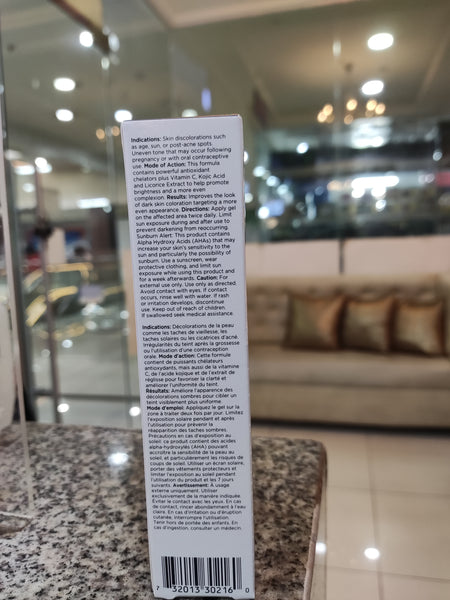 Indications: Skin discolorations such
as age, sun, or post-acne spots.
Uneven tone that may occur following
pregnancy or with oral contraceptive
use. Mode of Action: This formula
contains powerful antioxidant
chelators plus Vitamin C, Kojic Acid
and Licorice Extract to help promote
brightness and a more even
complexion. Results: Improves the look
of dark skin coloration targeting a more
even appearance. Directions: Apply gel
on the affected area twice daily. Limit
sun exposure during and after use to
prevent darkening from reoccurring.
Sunburn Alert: This product contains
Alpha Hydroxy Acids (AHAs) that may
increase your skin's sensitivity to the
sun and particularly the possibility of
sunburn. Use a sunscreen, wear
protective clothing, and limit sun
exposure while using this product and
for a week afterwards. Caution: For
external use only. Use only as directed.
Avoid contact with eyes. If contact
occurs, rinse well with water. If rash
or irritation develops, discontinue
use. Keep out of reach of children.
If swallowed seek medical assistance.
Indications: Décolorations de la peau
comme les taches de vieillesse, les
taches solaires ou les cicatrices d'acné.
Irrégularités du teint après la grossesse
ou l'utilisation d'une contraception
orale. Mode d'action: Cette formule
contient de puissants chélateurs
antioxydants, mais aussi de la vitamine
C, de l'acide kojique et de l'extrait de
réglisse pour favoriser la clarté et
améliorer l'uniformité du teint.
Résultats: Améliore l'apparence des
décolorations sombres pour cibler un
teint visiblement plus uniforme.
Mode d'emploi: Appliquez le gel sur la
zone à traiter deux fois par jour. Limitez
l'exposition solaire pendant et après
l'utilisation pour prévenir la
réapparition des taches sombres.
Précautions en cas d'exposition au
soleil: ce produit contient des acides
alpha-hydroxylés (AHA) pouvant
accroître la sensibilité de la peau au
soleil et particulièrement les risques de
coups de soleil. Utiliser un écran solaire,
porter des vêtements protecteurs et
limiter l'exposition au soleil pendant
l'utilisation du produit et les 7 jours
suivants. Avertissement: À usage
externe uniquement. Utiliser
exclusivement de la manière indiquée.
Éviter le contact avec les yeux. En cas
de contact, rincer abondamment à l'eau
claire. En cas d'irritation ou d'éruption
cutanée, interrompre l'utilisation.
Tenir hors de portée des enfants. En cas
d'ingestion, consulter un médecin.
7 32013 30216 0